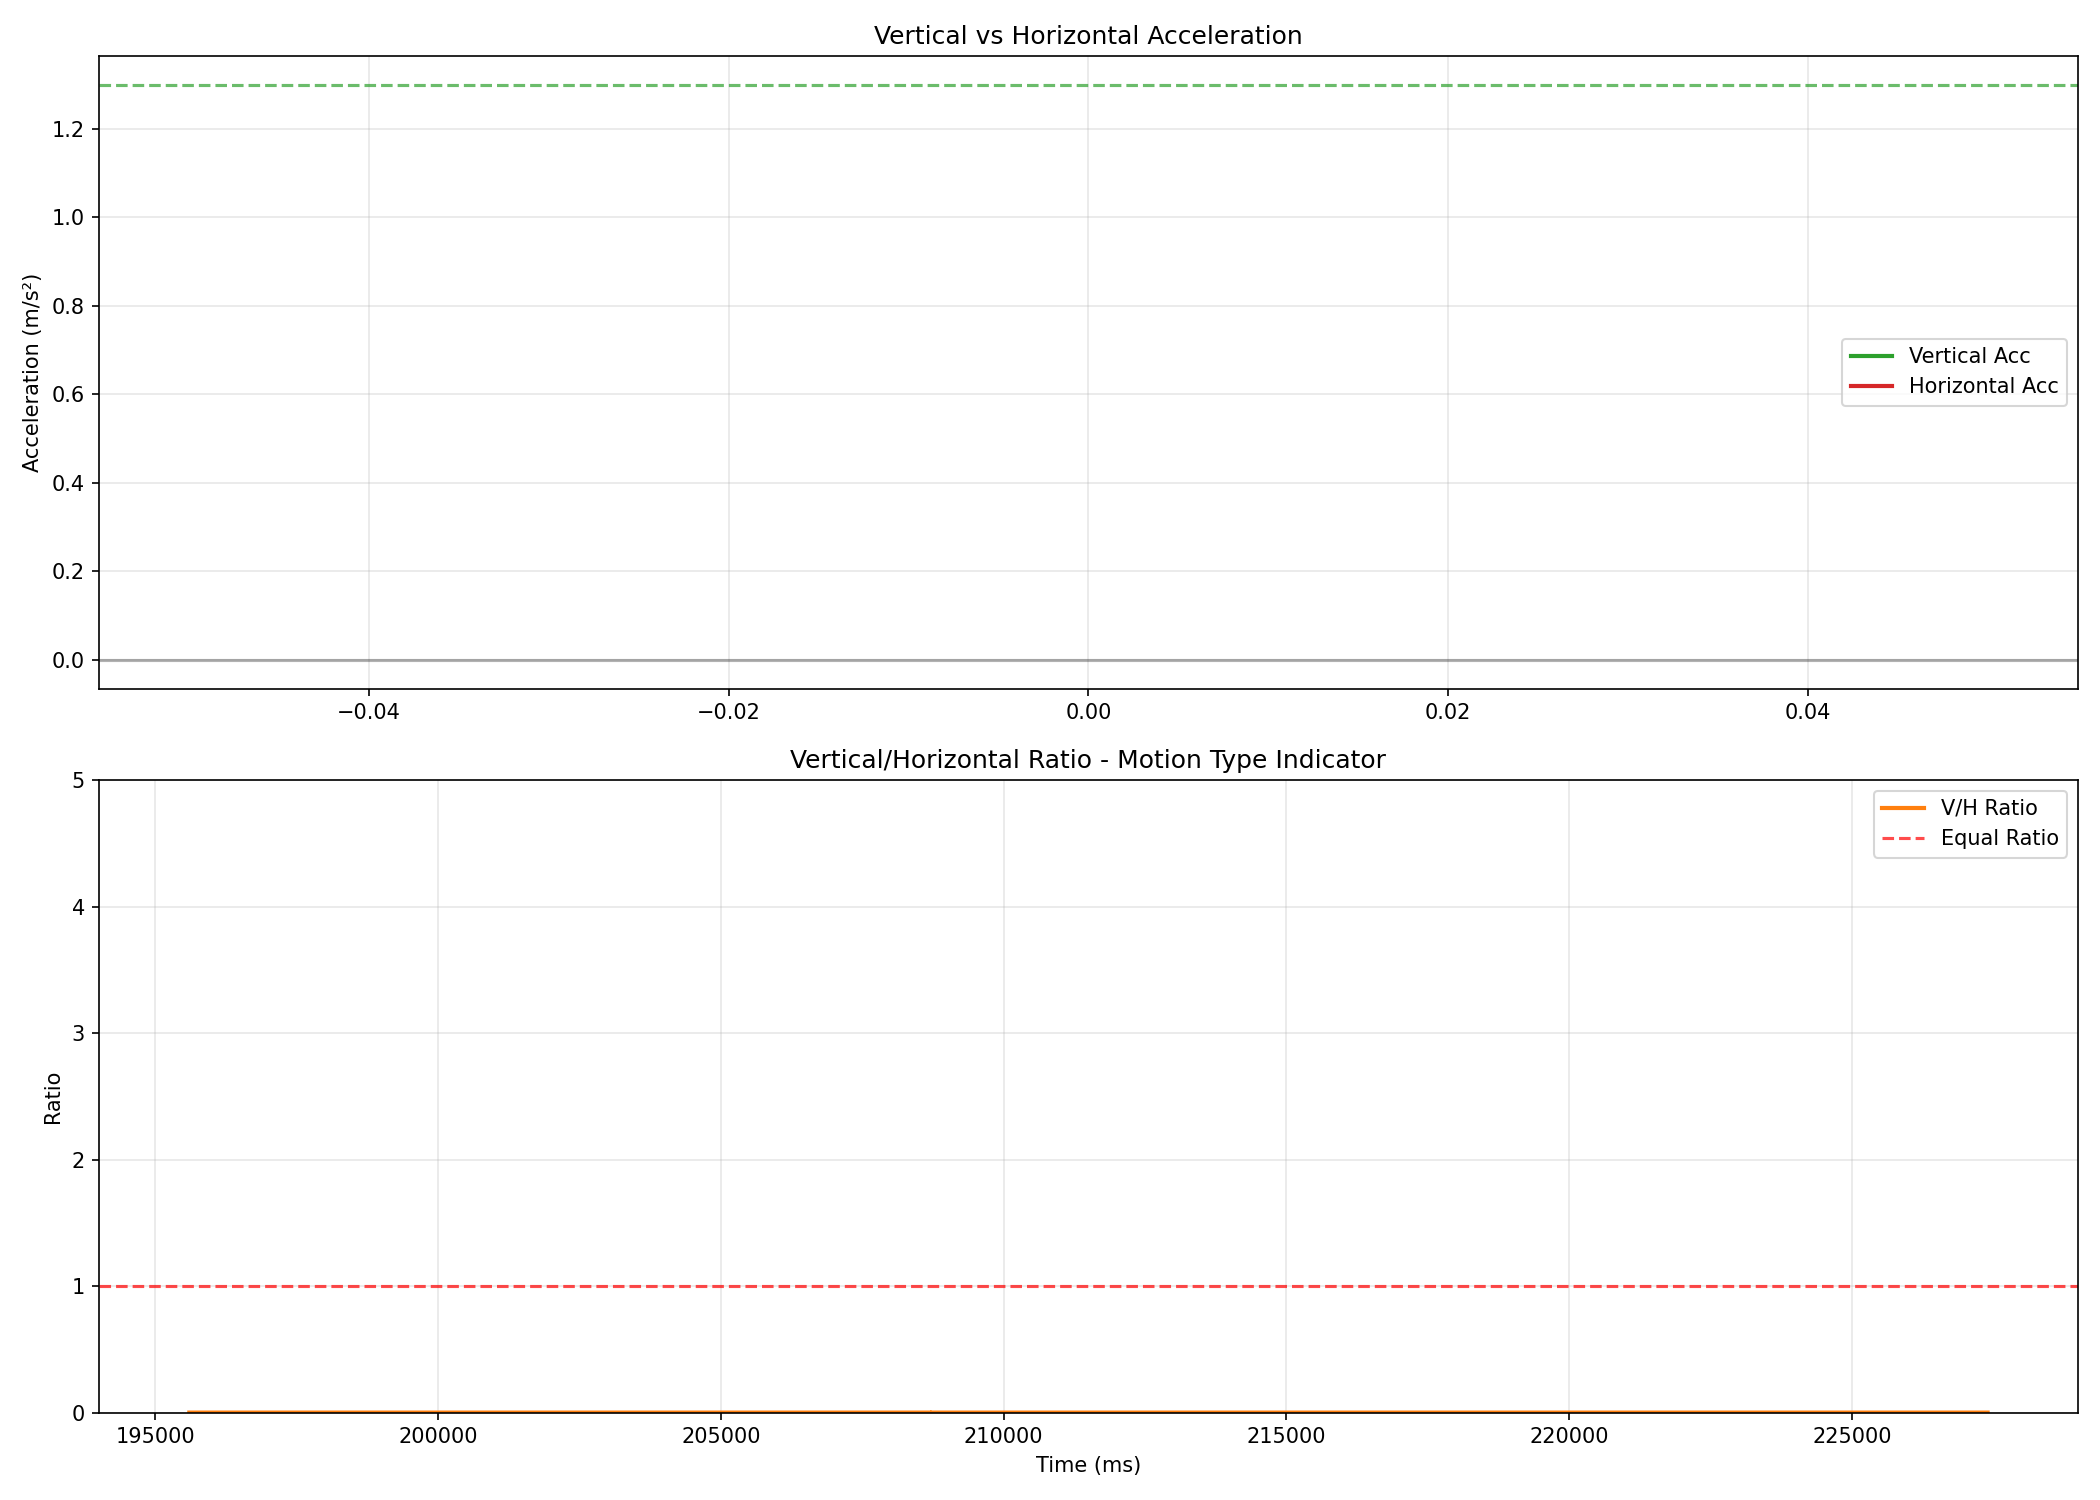 Vertical vs Horizontal Acceleration
Acceleration (m/s²)
1.2
1.0
0.8
0.6
0.4
0.2
0.0
Vertical Acc
Horizontal Acc
−0.04
−0.02
0.00
0.02
0.04
Vertical/Horizontal Ratio - Motion Type Indicator
Ratio
5
4
3
2
1
0
V/H Ratio
Equal Ratio
195000
200000
205000
210000
215000
220000
225000
Time (ms)